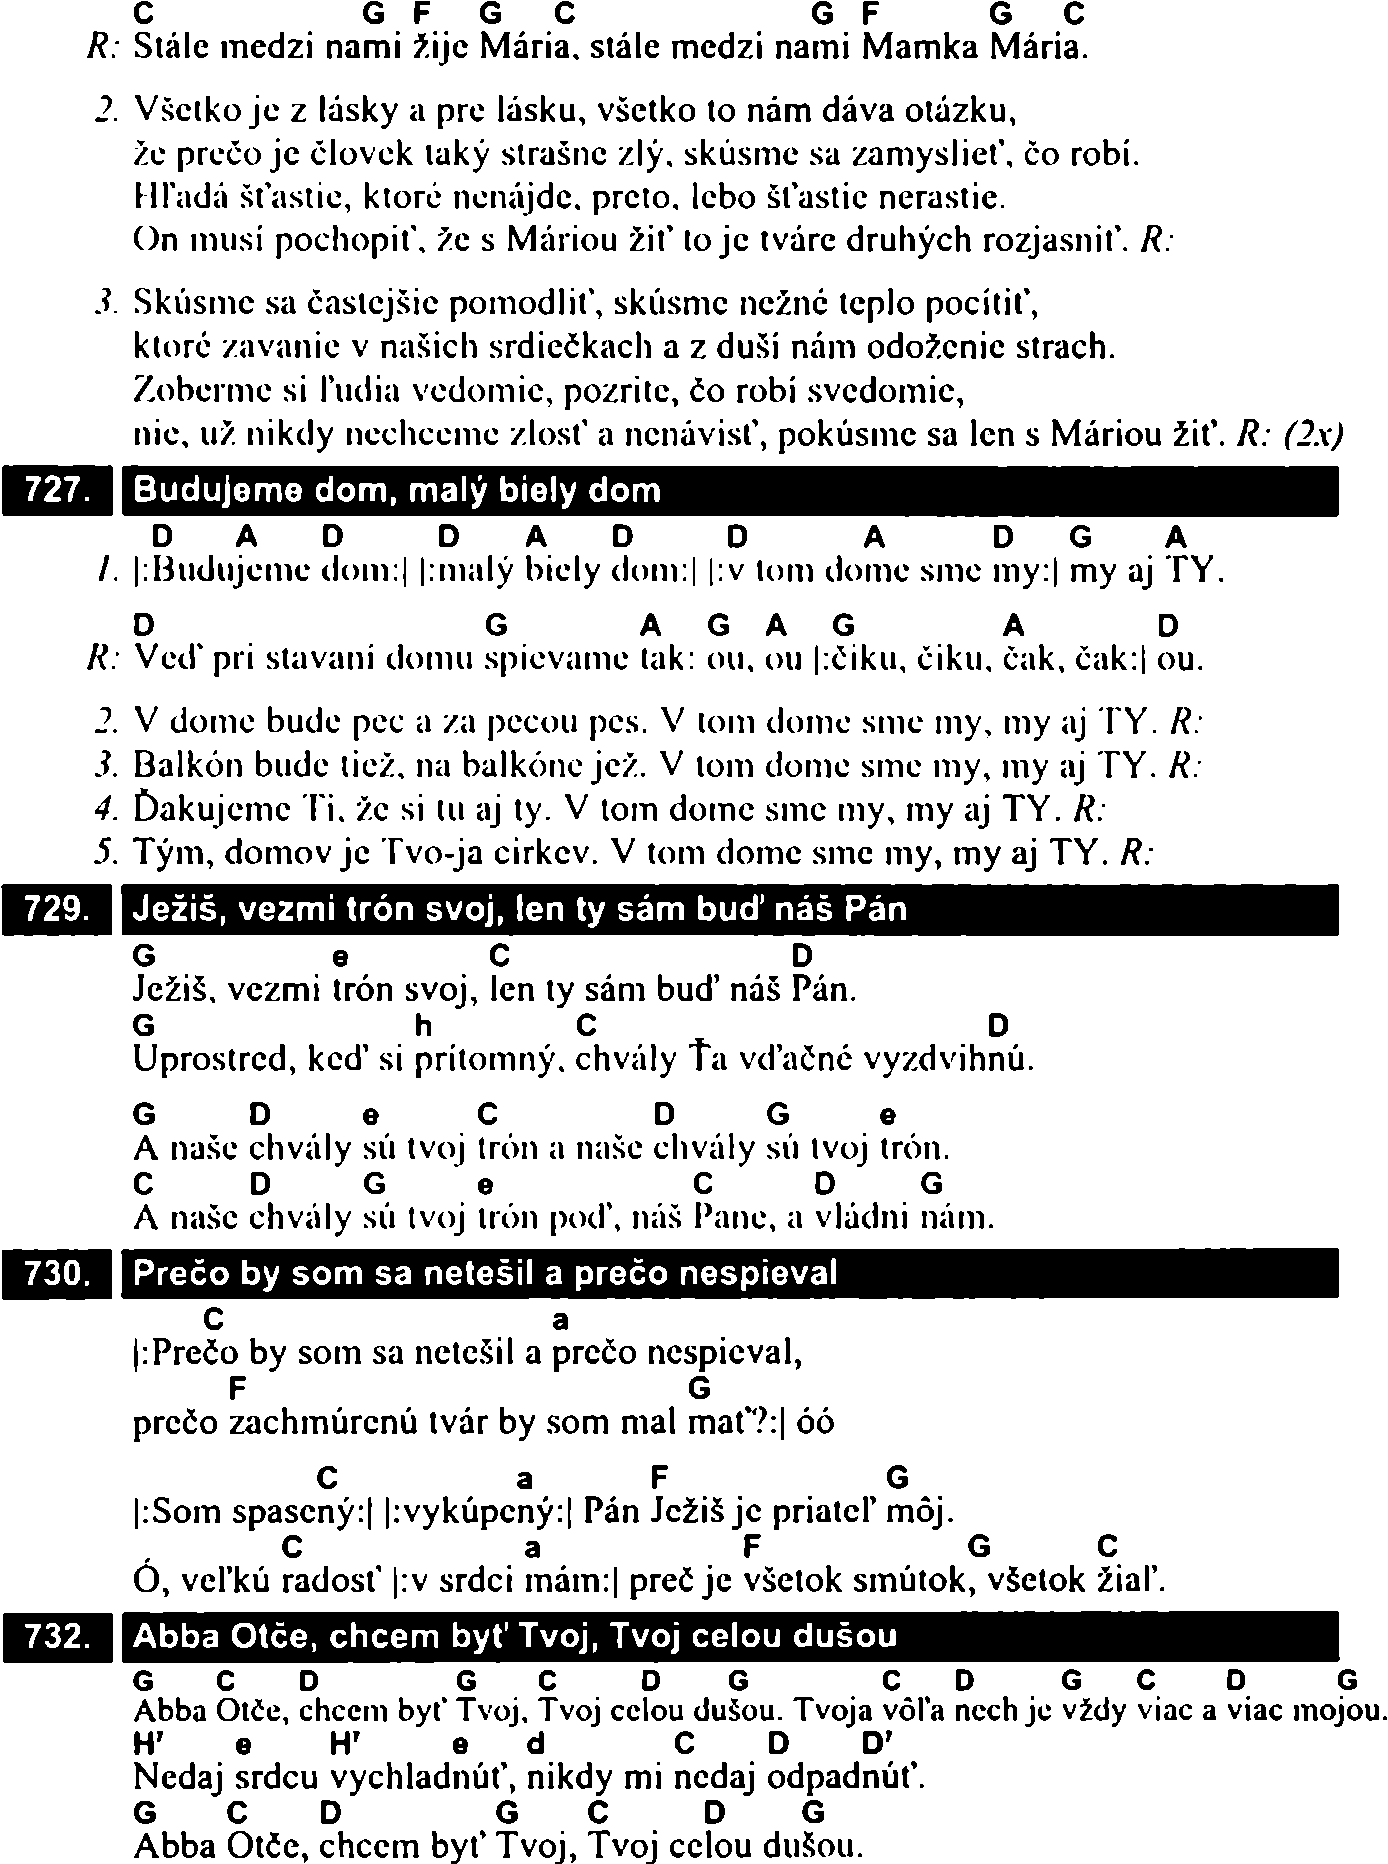 C G F G C G F G C
R: Stále medzi nami žije Mária, stále medzi nami Mamka Mária.
2. Všetko je z lásky a pre lásku, všetko to nám dáva otázku,
že prečo je človek taký strašne zlý, skúsme sa zamyslieť, čo robí.
Hľadá šťastie, ktoré nenájde, preto, lebo šťastie nerastie.
On musí pochopiť, že s Máriou žiť to je tváre druhých rozjasniť. R:
3. Skúsme sa častejšie pomodliť, skúsme nežné teplo pocítiť,
ktoré zavanie v našich srdiečkach a z duší nám odoženie strach.
Zoberme si ľudia vedomie, pozrite, čo robí svedomie,
nie, už nikdy nechceme zlosť a nenávisť, pokúsme sa len s Máriou žiť. R: (2x)
727. Budujeme dom, malý biely dom
D A D D A D D A D G A
1. |:Budujeme dom:| |:malý biely dom:| |:v tom dome sme my:| my aj TY.
D G A G A G A D
R: Veď pri stavaní domu spievame tak: ou, ou |:čiku, čiku, čak, čak:| ou.
2. V dome bude pec a za pecou pes. V tom dome sme my, my aj TY. R:
3. Balkón bude tiež, na balkóne jež. V tom dome sme my, my aj TY. R:
4. Ďakujeme Ti, že si tu aj ty. V tom dome sme my, my aj TY. R:
5. Tým, domov je Tvo-ja cirkev. V tom dome sme my, my aj TY. R:
729. Ježiš, vezmi trón svoj, len ty sám buď náš Pán
G e C D
Ježiš, vezmi trón svoj, len ty sám buď náš Pán.
G h C D
Uprostred, keď si prítomný, chvály Ťa vďačné vyzdvihnú.
G D e C D G e
A naše chvály sú tvoj trón a naše chvály sú tvoj trón.
C D G e C D G
A naše chvály sú tvoj trón poď, náš Pane, a vládni nám.
730. Prečo by som sa netešil a prečo nespieval
C a
|:Prečo by som sa netešil a prečo nespieval,
F G
prečo zachmúrenú tvár by som mal mať?:| óó
C a F G
|:Som spasený:| |:vykúpený:| Pán Ježiš je priateľ môj.
C a F G C
Ó, veľkú radosť |:v srdci mám:| preč je všetok smútok, všetok žiaľ.
732. Abba Otče, chcem byť Tvoj, Tvoj celou dušou
G C D G C D G C D G C D G
Abba Otče, chcem byť Tvoj, Tvoj celou dušou. Tvoja vôľa nech je vždy viac a viac mojou.
H7 e H7 e d C D D7
Nedaj srdcu vychladnúť, nikdy mi nedaj odpadnúť.
G C D G C D G
Abba Otče, chcem byť Tvoj, Tvoj celou dušou.